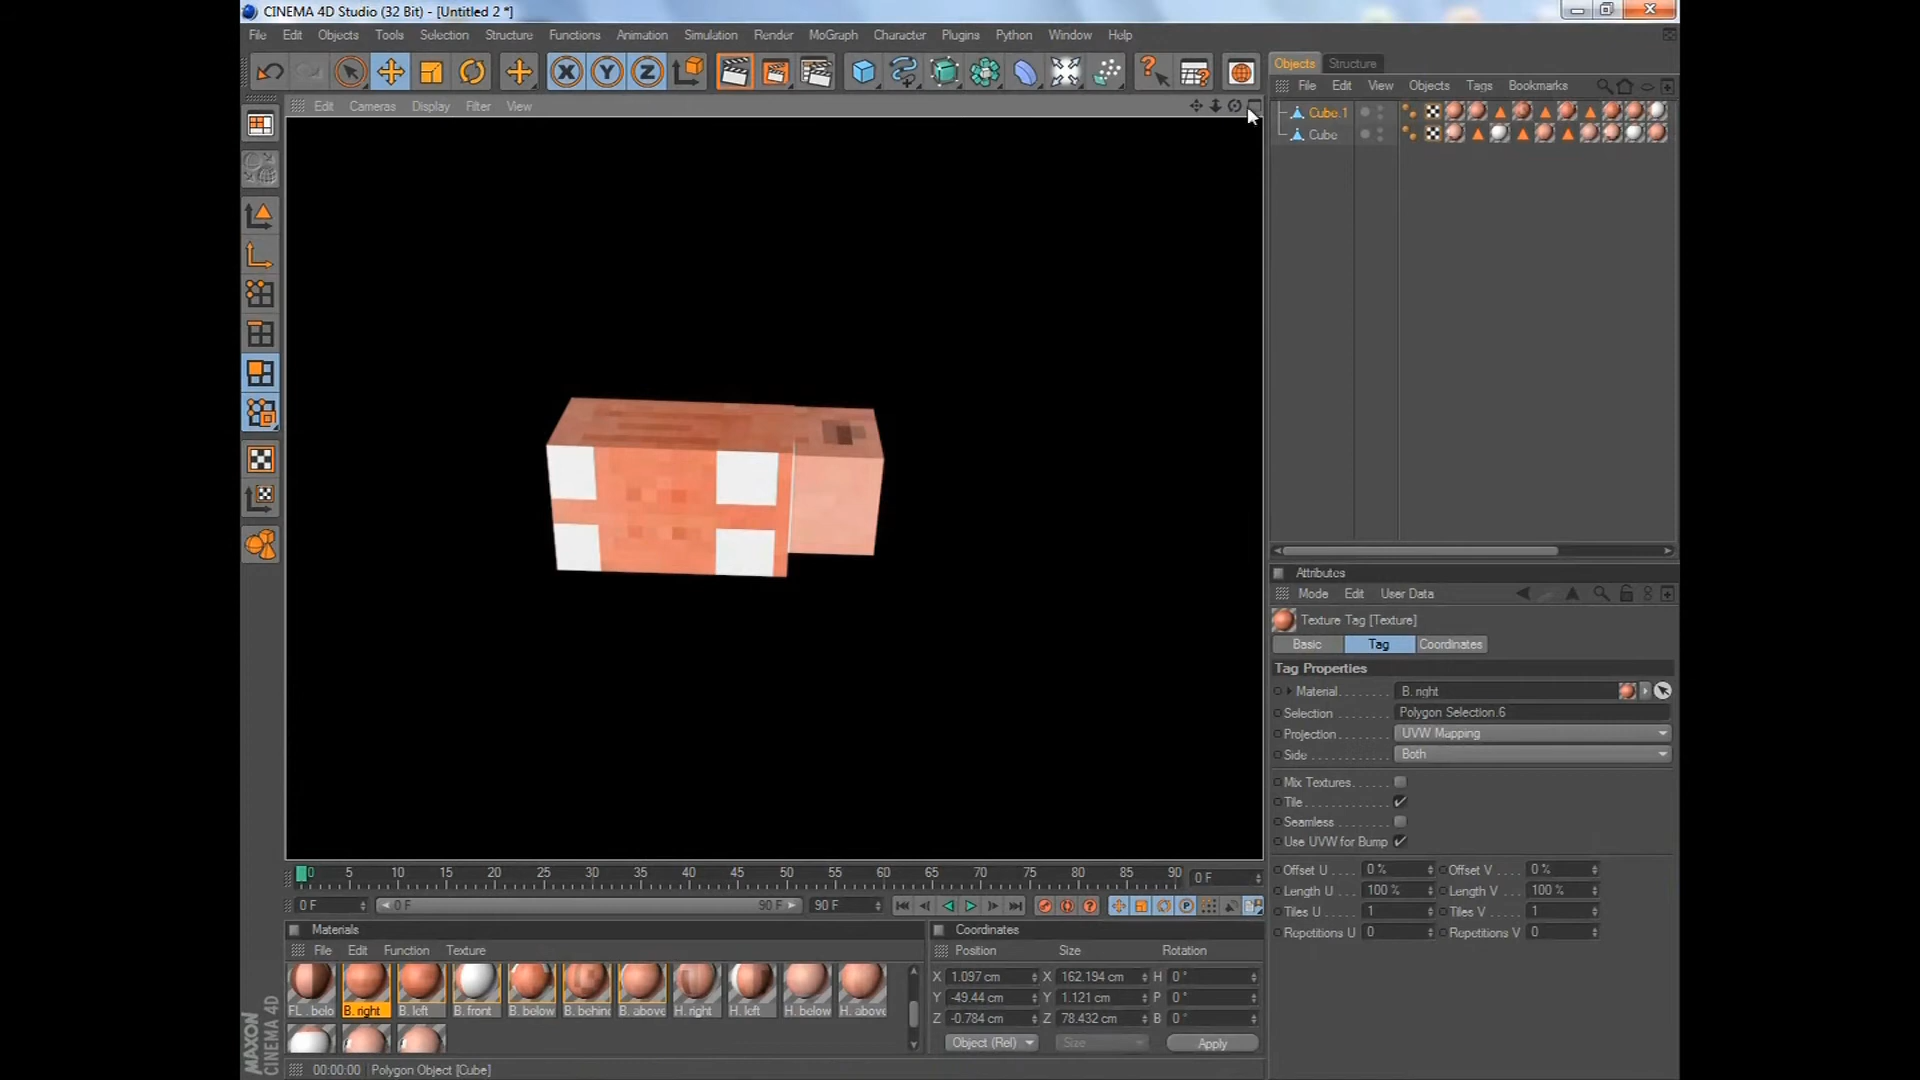 CINEMA 4D Studio (32 Bit) - [Untitled 2 *]
File Edit Objects Tools Selection Structure Functions Animation Simulation Render MoGraph Character Plugins Python Window Help
Objects Structure
File Edit View Objects Tags Bookmarks
Edit Cameras Display Filter View
Cube.1
Cube
Attributes
Mode Edit User Data
Texture Tag [Texture]
Basic Tag Coordinates
Tag Properties
Material B. right
Selection Polygon Selection.6
Projection UVW Mapping
Side Both
Mix Textures
Tile
Seamless
Use UVW for Bump
Offset U 0 % Offset V 0 %
Length U 100 % Length V 100 %
Tiles U 1 Tiles V 1
Repetitions U 0 Repetitions V 0
0 5 10 15 20 25 30 35 40 45 50 55 60 65 70 75 80 85 90 0 F
0 F 0 F 90 F 90 F
Materials
File Edit Function Texture
FL .belo B. right B. left B. front B. below B. behind B. above H. right H. left H. below H. above
Coordinates
Position Size Rotation
X 1.097 cm X 162.194 cm H 0 °
Y -49.44 cm Y 1.121 cm P 0 °
Z -0.784 cm Z 78.432 cm B 0 °
Object (Rel) Size Apply
MAXON CINEMA 4D
00:00:00 Polygon Object [Cube]